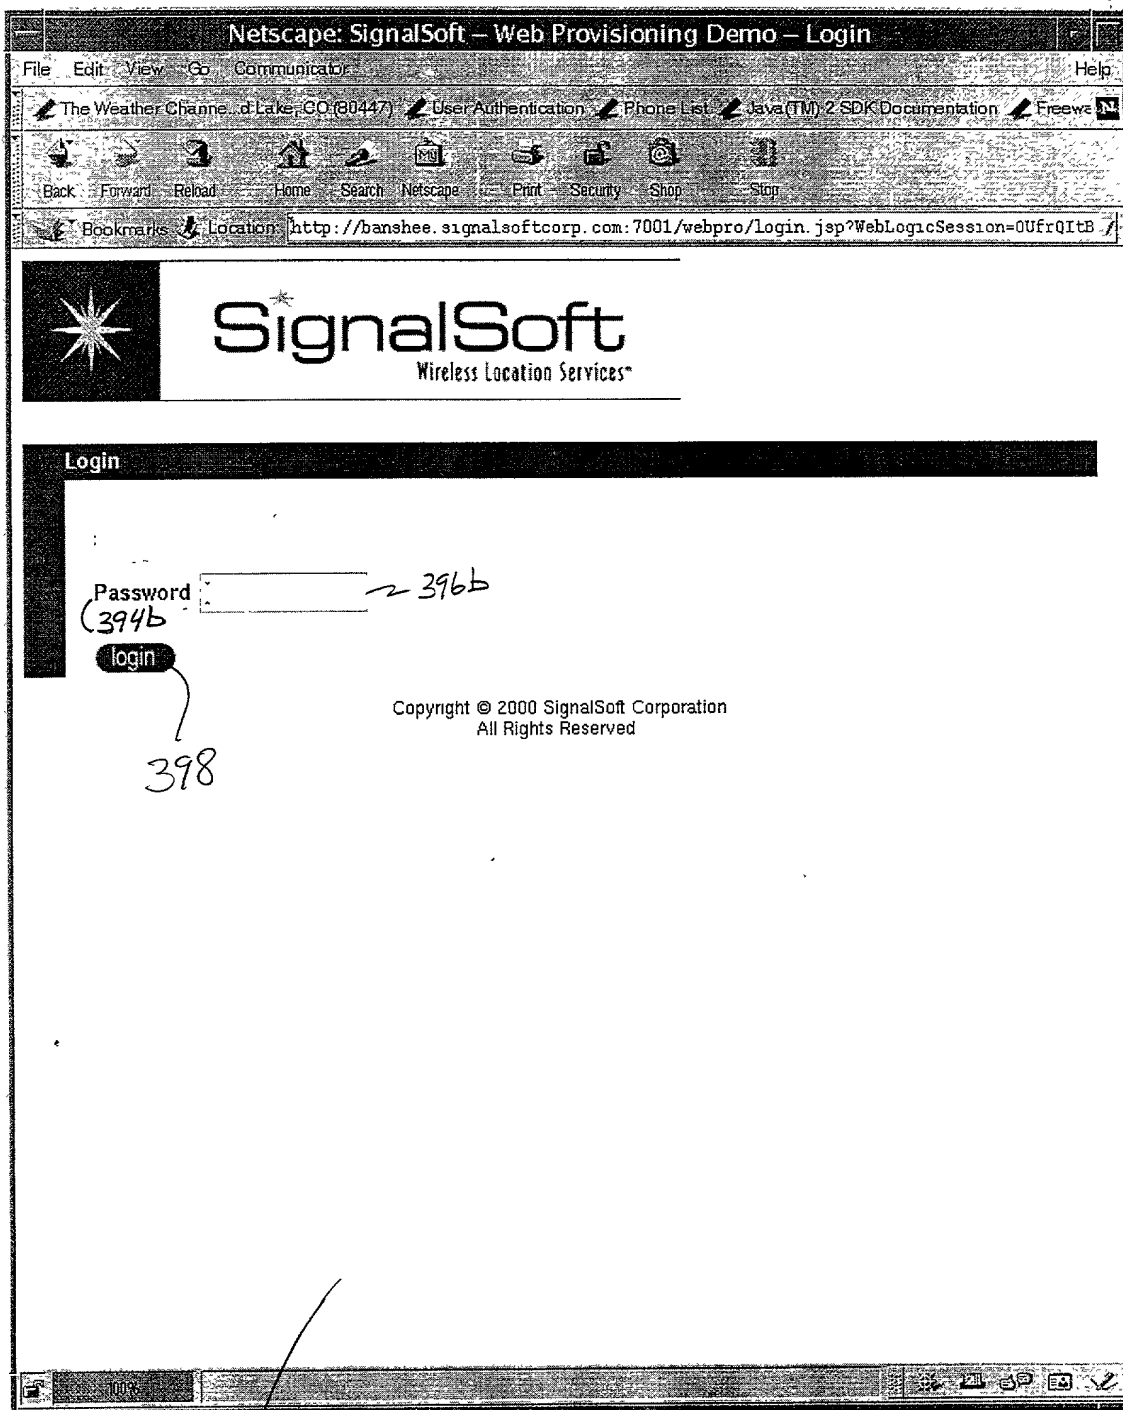 Netscape: SignalSoft – Web Provisioning Demo – Login
File Edit View Go Communicator Help
The Weather Channe...d Lake, CO (80447) User Authentication Phone List Java(TM) 2 SDK Documentation Freewa N
Back Forward Reload Home Search Netscape Print Security Shop Stop
My
Bookmarks Location: http://banshee.signalsoftcorp.com:7001/webpro/login.jsp?WebLogicSession=0UfrQItB
SignalSoft
Wireless Location Services
Login
Password 396b
394b
login
Copyright © 2000 SignalSoft Corporation
All Rights Reserved
398
100%